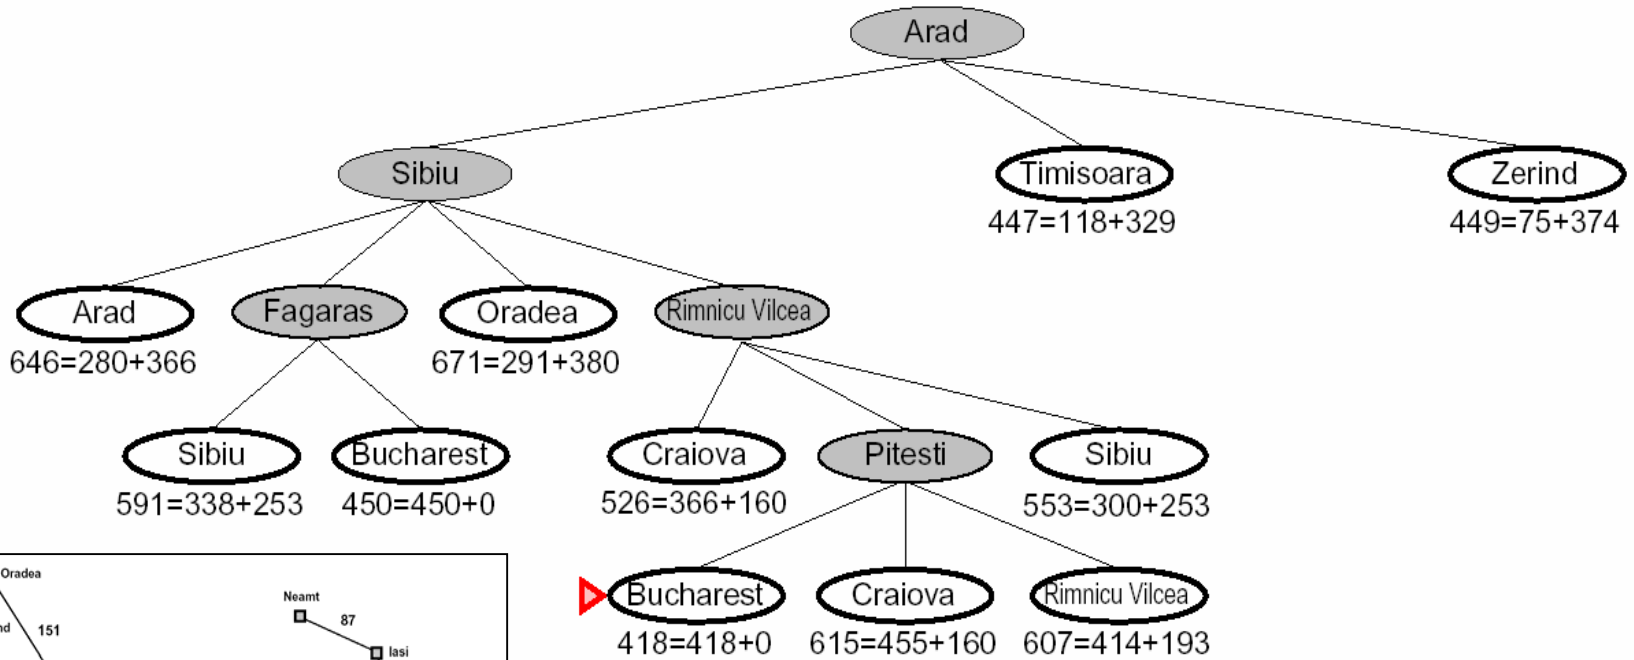 Arad
Sibiu
Timisoara
Zerind
447=118+329
449=75+374
Arad
Fagaras
Oradea
Rimnicu Vilcea
646=280+366
671=291+380
Sibiu
Bucharest
Craiova
Pitesti
Sibiu
591=338+253
450=450+0
526=366+160
553=300+253
Bucharest
Craiova
Rimnicu Vilcea
418=418+0
615=455+160
607=414+193
Oradea
Neamt
nd
151
87
Iasi